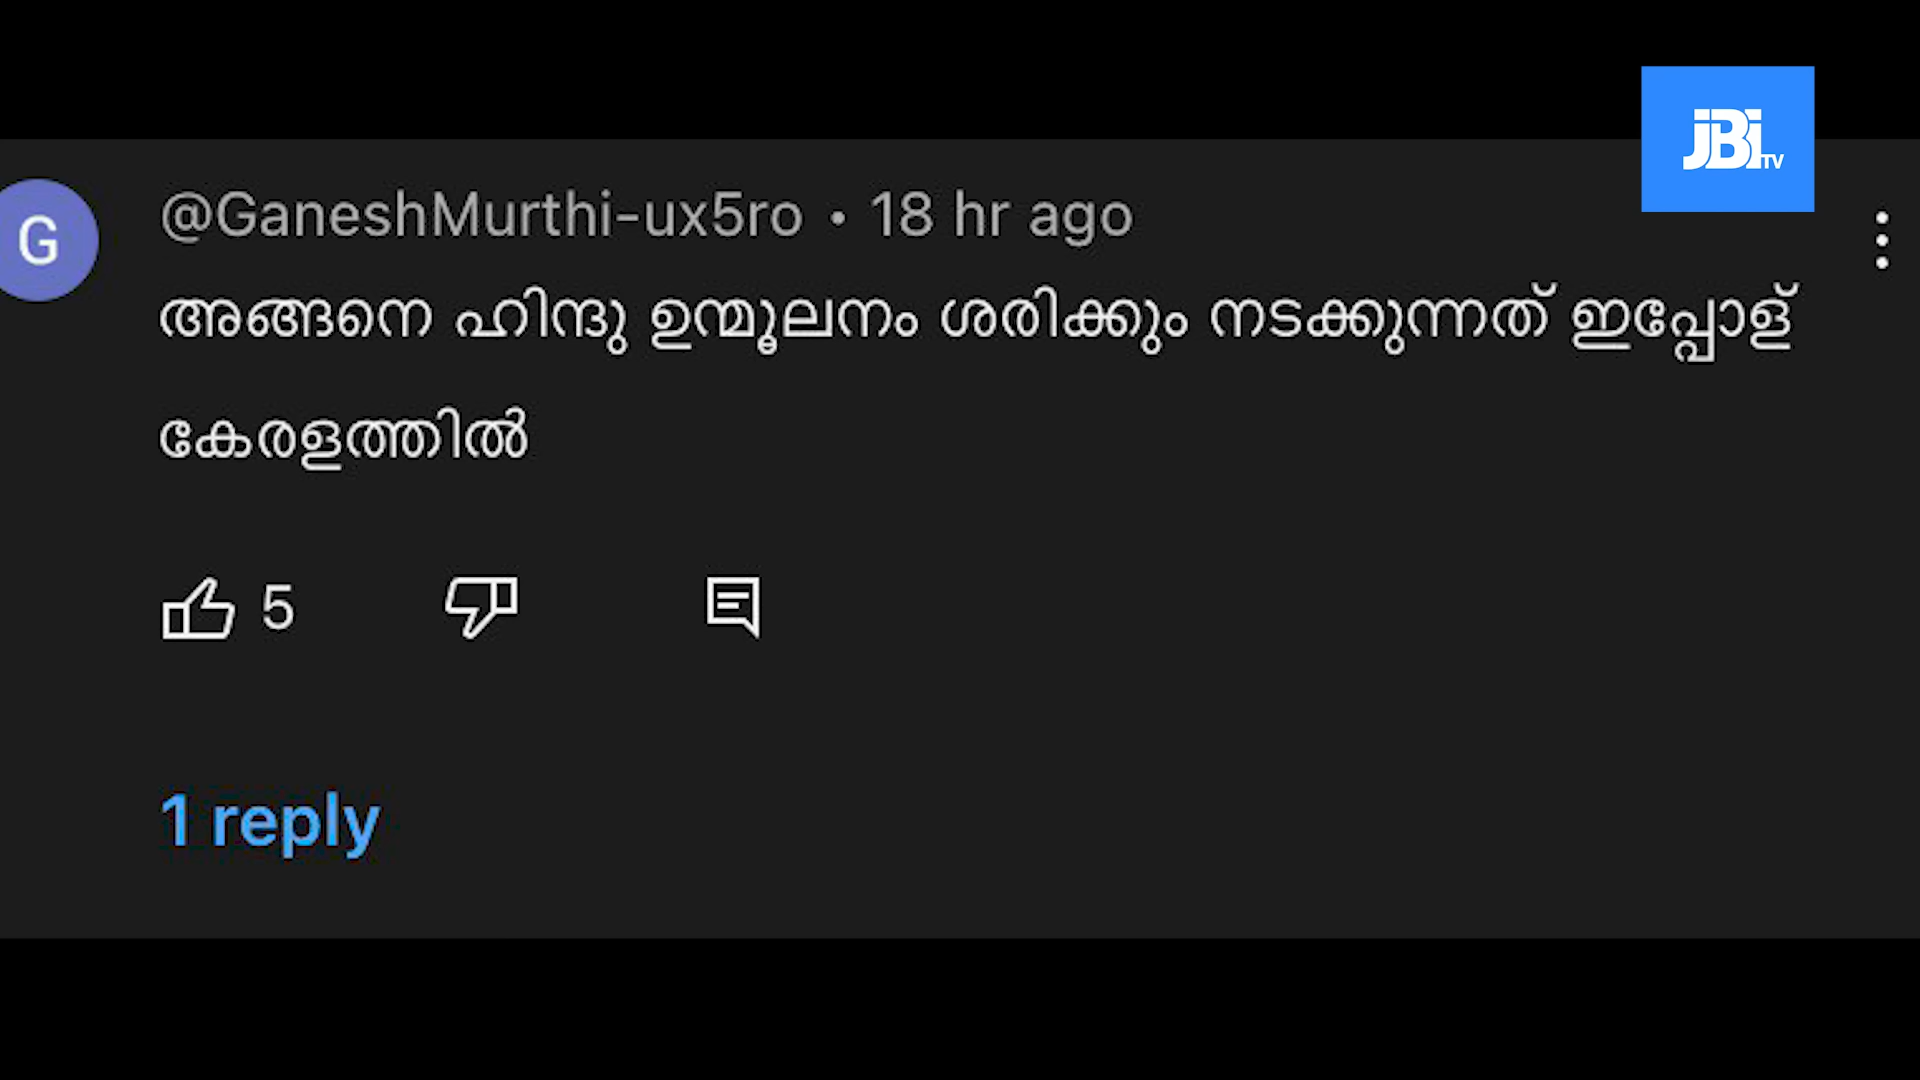 JBi TV
G
@GaneshMurthi-ux5ro • 18 hr ago
അങ്ങനെ ഹിന്ദു ഉന്മൂലനം ശരിക്കും നടക്കുന്നത് ഇപ്പോള്
കേരളത്തിൽ
5
1 reply